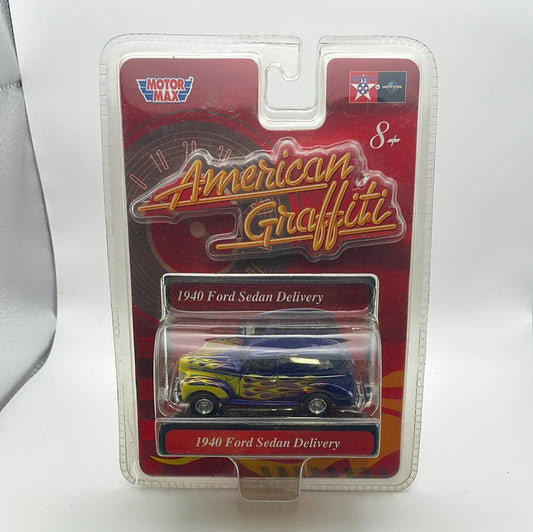 MOTOR
MAX
8
American
Graffiti
1940 Ford Sedan Delivery
1940 Ford Sedan Delivery